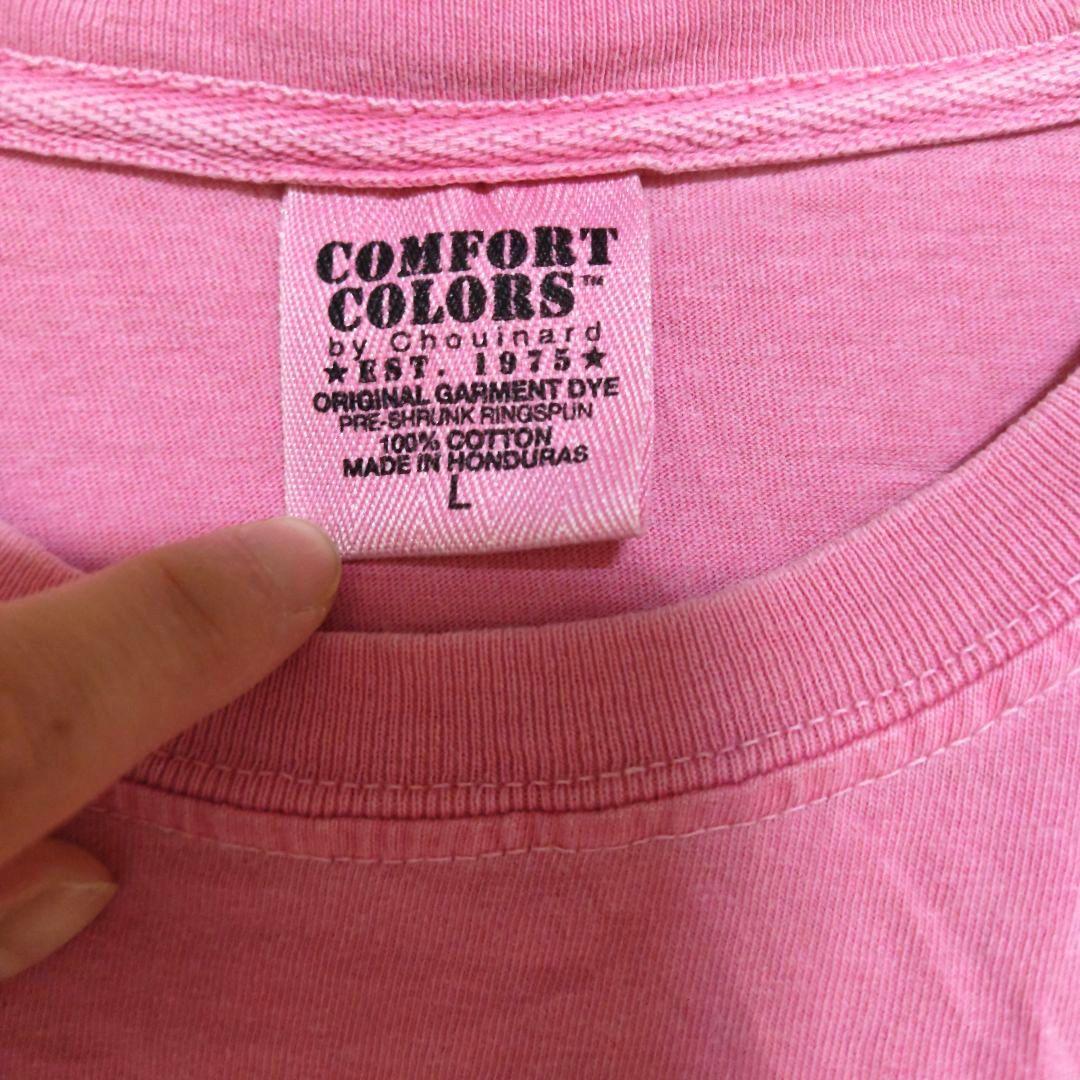 COMFORT
COLORS™
by Chouinard
★EST. 1975★
ORIGINAL GARMENT DYE
PRE-SHRUNK RINGSPUN
100% COTTON
MADE IN HONDURAS
L